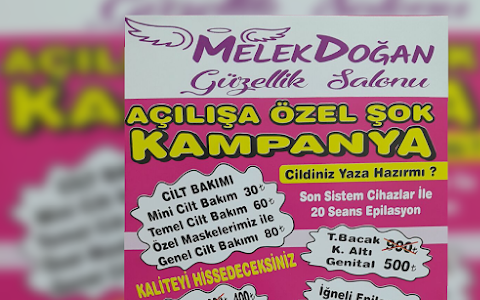 MELEKDOĞAN
Güzellik Salonu
AÇILIŞA ÖZEL ŞOK
KAMPANYA
Cildiniz Yaza Hazırmı ?
CİLT BAKIMI
Mini Cilt Bakım 30₺
Temel Cilt Bakım 60₺
Özel Maskelerimiz ile
Genel Cilt Bakımı 80₺
Son Sistem Cihazlar İle
20 Seans Epilasyon
T.Bacak 990₺
K. Altı
Genital 500₺
KALİTEYİ HİSSEDECEKSİNİZ
400₺
İğneli